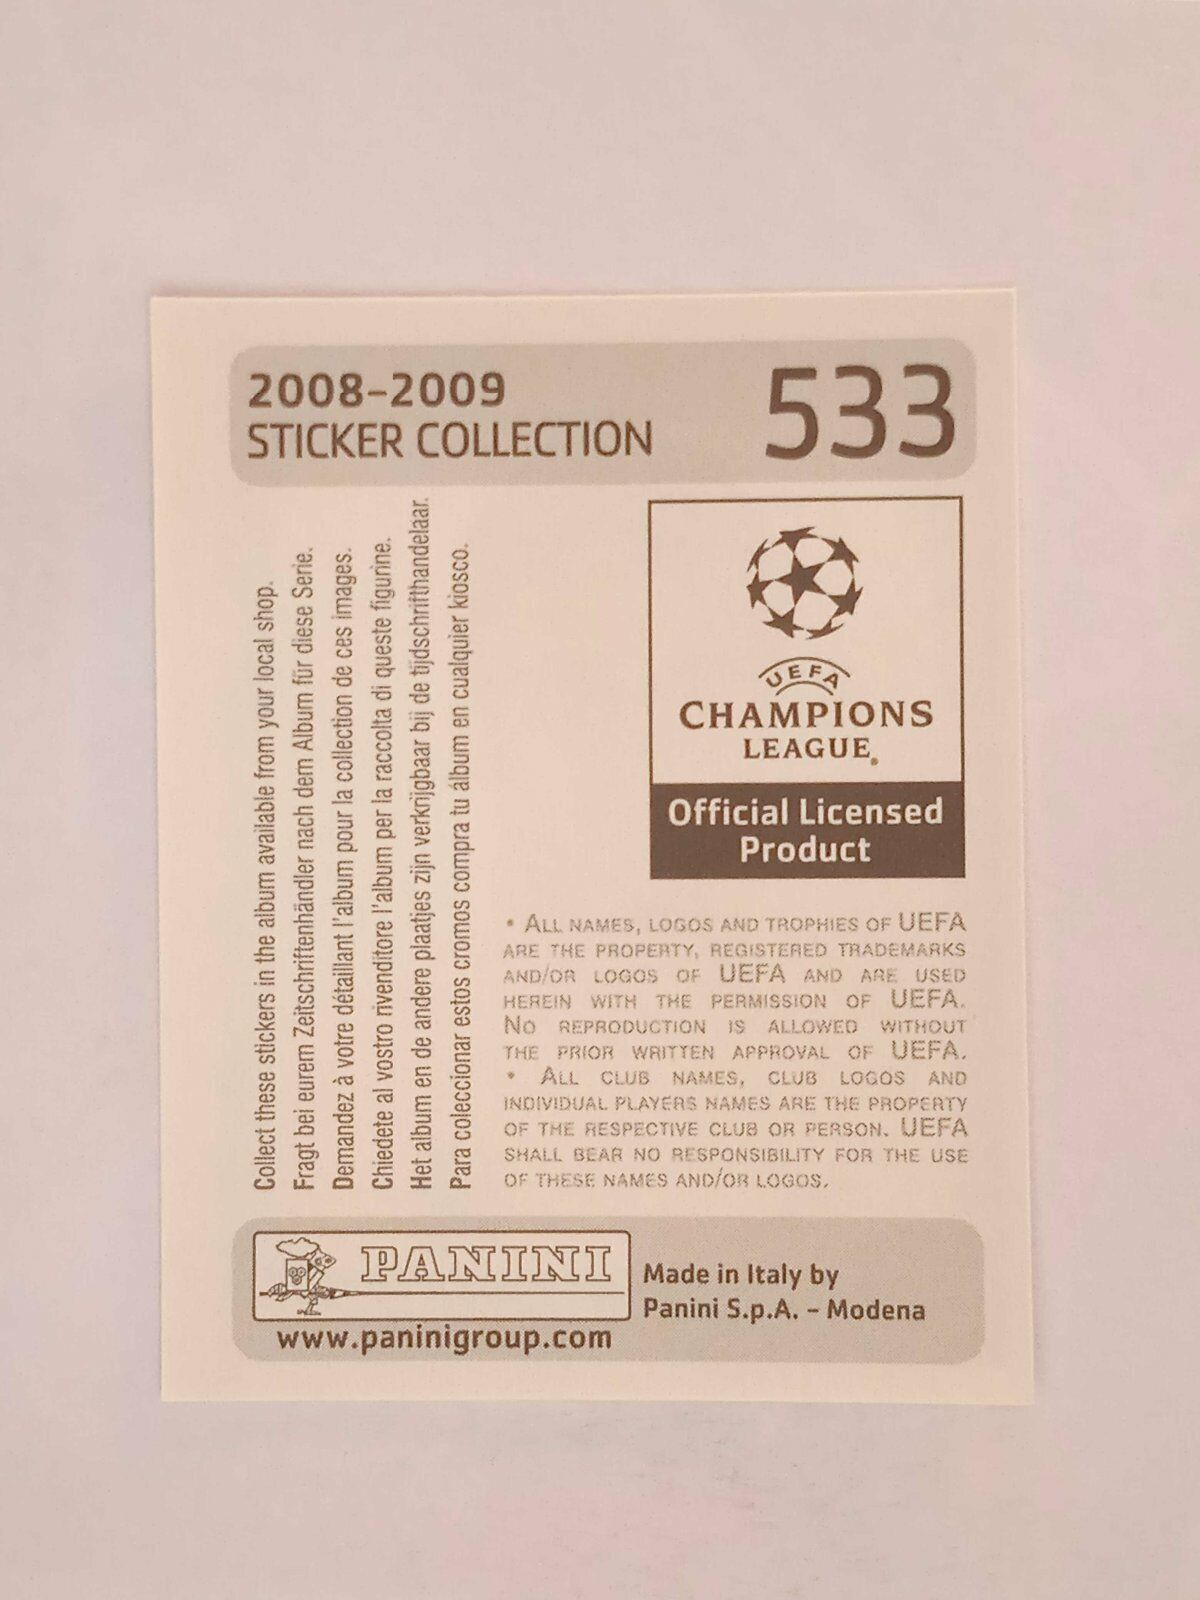 2008-2009
STICKER COLLECTION
533
Collect these stickers in the album available from your local shop.
Fragt bei eurem Zeitschriftenhändler nach dem Album für diese Serie.
Demandez à votre détaillant l'album pour la collection de ces images.
Chiedete al vostro rivenditore l'album per la raccolta di queste figurine.
Het album en de andere plaatjes zijn verkrijgbaar bij de tijdschrifthandelaar.
Para coleccionar estos cromos compra tu álbum en cualquier kiosco.
UEFA
CHAMPIONS
LEAGUE
Official Licensed
Product
• ALL NAMES, LOGOS AND TROPHIES OF UEFA
ARE THE PROPERTY, REGISTERED TRADEMARKS
AND/OR LOGOS OF UEFA AND ARE USED
HEREIN WITH THE PERMISSION OF UEFA.
NO REPRODUCTION IS ALLOWED WITHOUT
THE PRIOR WRITTEN APPROVAL OF UEFA.
• ALL CLUB NAMES, CLUB LOGOS AND
INDIVIDUAL PLAYERS NAMES ARE THE PROPERTY
OF THE RESPECTIVE CLUB OR PERSON. UEFA
SHALL BEAR NO RESPONSIBILITY FOR THE USE
OF THESE NAMES AND/OR LOGOS.
PANINI
www.paninigroup.com
Made in Italy by
Panini S.p.A. - Modena